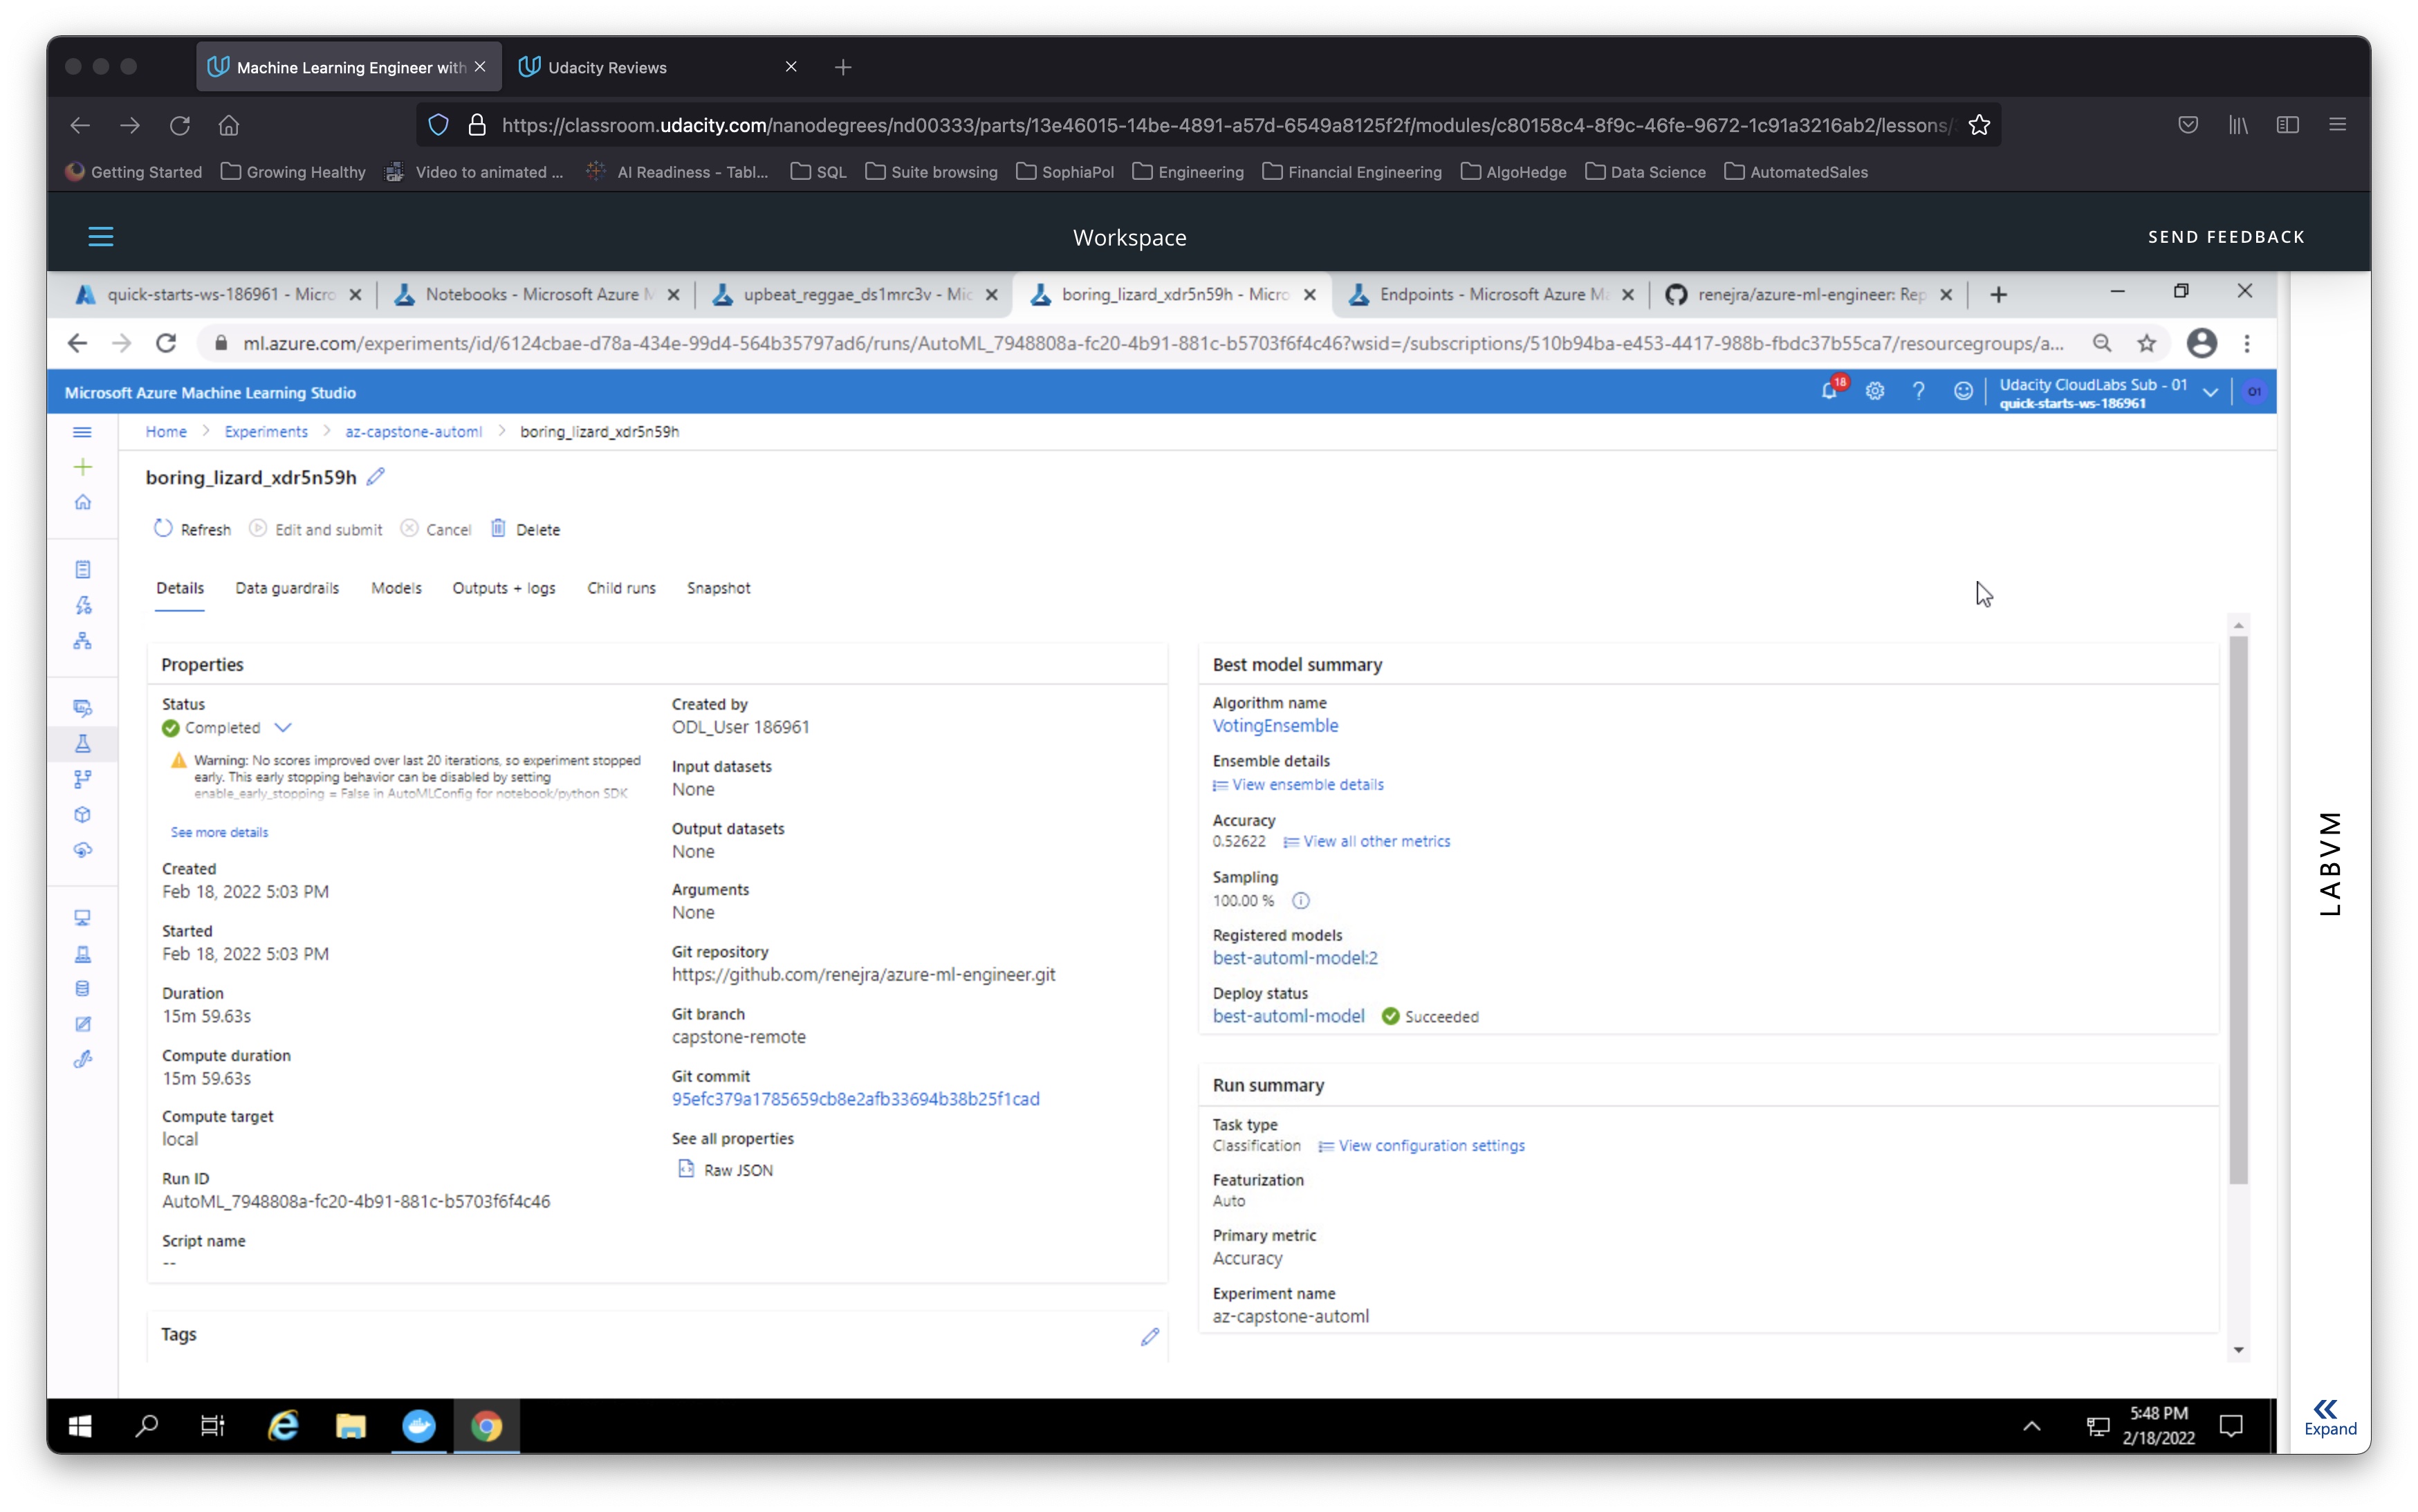 Machine Learning Engineer with
Udacity Reviews
https://classroom.udacity.com/nanodegrees/nd00333/parts/13e46015-14be-4891-a57d-6549a8125f2f/modules/c80158c4-8f9c-46fe-9672-1c91a3216ab2/lessons/
Getting Started
Growing Healthy
Video to animated ...
AI Readiness - Tabl...
SQL
Suite browsing
SophiaPol
Engineering
Financial Engineering
AlgoHedge
Data Science
AutomatedSales
Workspace
SEND FEEDBACK
quick-starts-ws-186961 - Micro
Notebooks - Microsoft Azure M
upbeat_reggae_ds1mrc3v - Mic
boring_lizard_xdr5n59h - Micro
Endpoints - Microsoft Azure Ma
renejra/azure-ml-engineer: Rep
ml.azure.com/experiments/id/6124cbae-d78a-434e-99d4-564b35797ad6/runs/AutoML_7948808a-fc20-4b91-881c-b5703f6f4c46?wsid=/subscriptions/510b94ba-e453-4417-988b-fbdc37b55ca7/resourcegroups/a...
Microsoft Azure Machine Learning Studio
18
Udacity CloudLabs Sub - 01
quick-starts-ws-186961
O1
Home > Experiments > az-capstone-automl > boring_lizard_xdr5n59h
boring_lizard_xdr5n59h
Refresh
Edit and submit
Cancel
Delete
Details
Data guardrails
Models
Outputs + logs
Child runs
Snapshot
Properties
Status
Completed
Warning: No scores improved over last 20 iterations, so experiment stopped
early. This early stopping behavior can be disabled by setting
enable_early_stopping = False in AutoMLConfig for notebook/python SDK
See more details
Created
Feb 18, 2022 5:03 PM
Started
Feb 18, 2022 5:03 PM
Duration
15m 59.63s
Compute duration
15m 59.63s
Compute target
local
Run ID
AutoML_7948808a-fc20-4b91-881c-b5703f6f4c46
Script name
--
Created by
ODL_User 186961
Input datasets
None
Output datasets
None
Arguments
None
Git repository
https://github.com/renejra/azure-ml-engineer.git
Git branch
capstone-remote
Git commit
95efc379a1785659cb8e2afb33694b38b25f1cad
See all properties
Raw JSON
Tags
Best model summary
Algorithm name
VotingEnsemble
Ensemble details
View ensemble details
Accuracy
0.52622
View all other metrics
Sampling
100.00 %
Registered models
best-automl-model:2
Deploy status
best-automl-model
Succeeded
Run summary
Task type
Classification
View configuration settings
Featurization
Auto
Primary metric
Accuracy
Experiment name
az-capstone-automl
LABVM
Expand
5:48 PM
2/18/2022